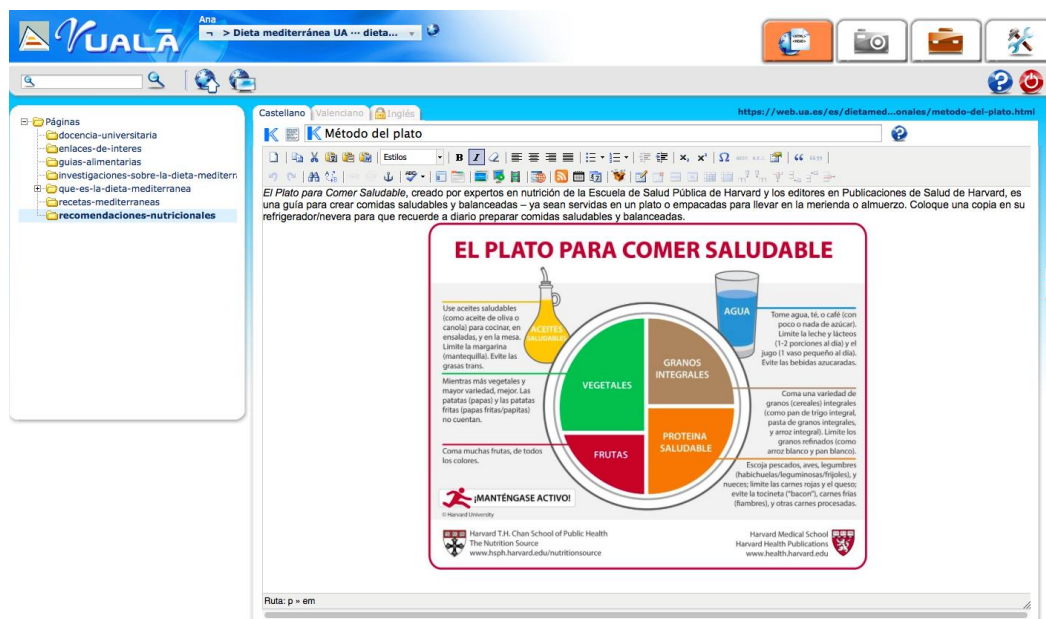 VUALĀ
Ana
¬ > Dieta mediterránea UA ··· dieta...
Páginas
docencia-universitaria
enlaces-de-interes
guias-alimentarias
investigaciones-sobre-la-dieta-mediterra
que-es-la-dieta-mediterranea
recetas-mediterraneas
recomendaciones-nutricionales
Castellano
Valenciano
Inglés
https://web.ua.es/es/dietamed...onales/metodo-del-plato.html
Método del plato
Estilos
El Plato para Comer Saludable, creado por expertos en nutrición de la Escuela de Salud Pública de Harvard y los editores en Publicaciones de Salud de Harvard, es
una guía para crear comidas saludables y balanceadas – ya sean servidas en un plato o empacadas para llevar en la merienda o almuerzo. Coloque una copia en su
refrigerador/nevera para que recuerde a diario preparar comidas saludables y balanceadas.
EL PLATO PARA COMER SALUDABLE
Use aceites saludables
(como aceite de oliva o
canola) para cocinar, en
ensaladas, y en la mesa.
Limite la margarina
(mantequilla). Evite las
grasas trans.
ACEITES
SALUDABLES
AGUA
Tome agua, té, o café (con
poco o nada de azúcar).
Limite la leche y lácteos
(1-2 porciones al día) y el
jugo (1 vaso pequeño al día).
Evite las bebidas azucaradas.
Mientras más vegetales y
mayor variedad, mejor. Las
patatas (papas) y las patatas
fritas (papas fritas/papitas)
no cuentan.
VEGETALES
GRANOS
INTEGRALES
Coma una variedad de
granos (cereales) integrales
(como pan de trigo integral,
pasta de granos integrales,
y arroz integral). Limite los
granos refinados (como
arroz blanco y pan blanco).
Coma muchas frutas, de todos
los colores.
FRUTAS
PROTEINA
SALUDABLE
Escoja pescados, aves, legumbres
(habichuelas/leguminosas/frijoles), y
nueces; limite las carnes rojas y el queso;
evite la tocineta ("bacon"), carnes frías
(fiambres), y otras carnes procesadas.
¡MANTÉNGASE ACTIVO!
© Harvard University
Harvard T.H. Chan School of Public Health
The Nutrition Source
www.hsph.harvard.edu/nutritionsource
Harvard Medical School
Harvard Health Publications
www.health.harvard.edu
Ruta: p » em